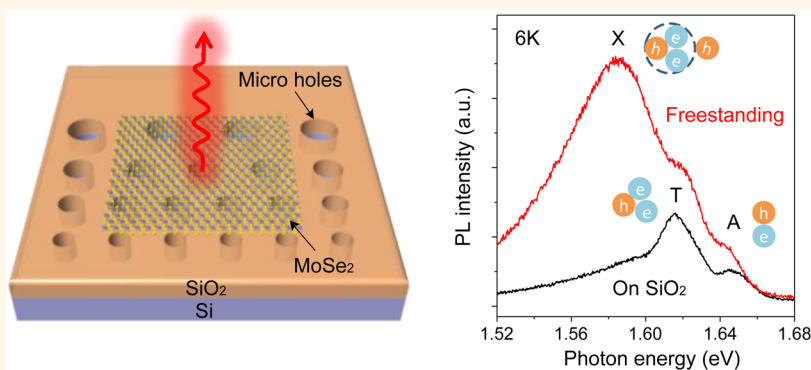 Micro holes
MoSe₂
SiO₂
Si
6K
X
h e e h
Freestanding
h e e
T
A
h
e
On SiO₂
PL intensity (a.u.)
1.52 1.56 1.60 1.64 1.68
Photon energy (eV)